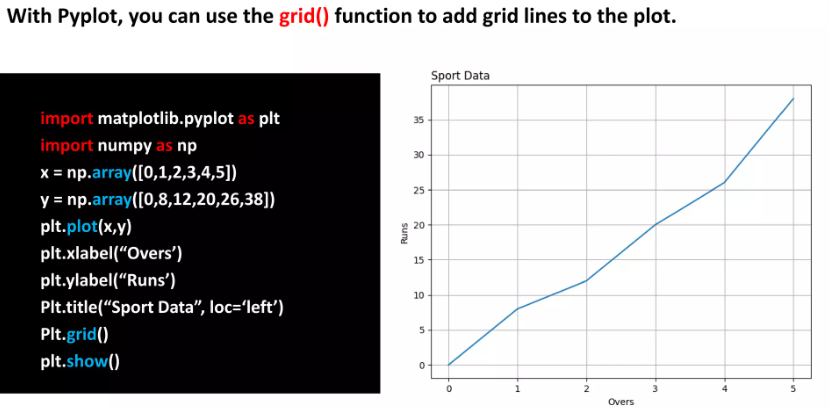 With Pyplot, you can use the grid() function to add grid lines to the plot.
import matplotlib.pyplot as plt
import numpy as np
x = np.array([0,1,2,3,4,5])
y = np.array([0,8,12,20,26,38])
plt.plot(x,y)
plt.xlabel(“Overs’)
plt.ylabel(“Runs’)
Plt.title(“Sport Data”, loc=‘left’)
Plt.grid()
plt.show()
Sport Data
35
30
25
20
15
10
5
0
Runs
0 1 2 3 4 5
Overs